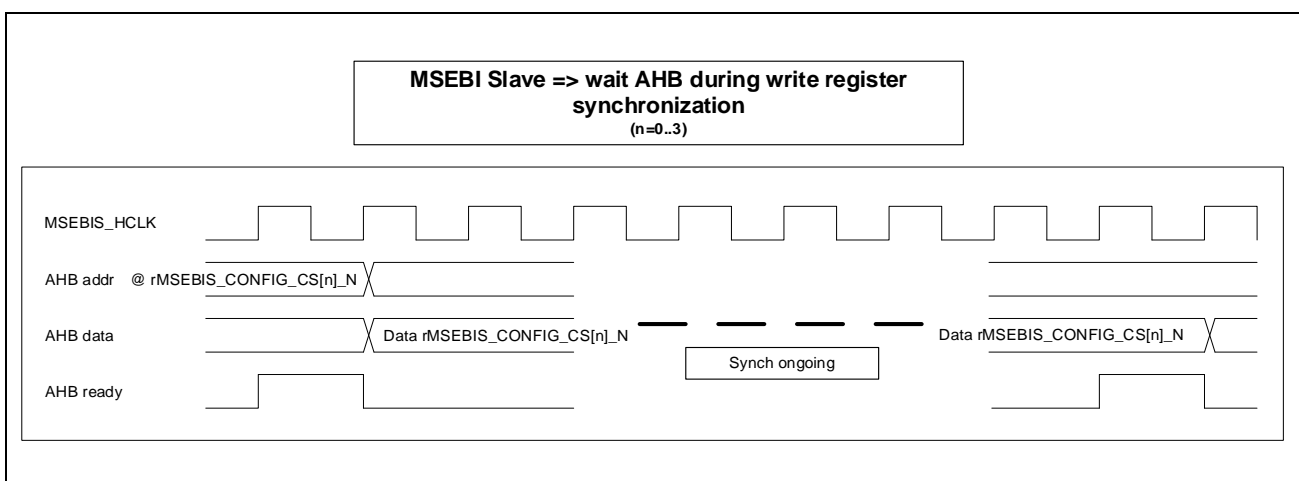 MSEBI Slave => wait AHB during write register
synchronization
(n=0..3)
MSEBIS_HCLK
AHB addr @ rMSEBIS_CONFIG_CS[n]_N
AHB data Data rMSEBIS_CONFIG_CS[n]_N Data rMSEBIS_CONFIG_CS[n]_N
Synch ongoing
AHB ready